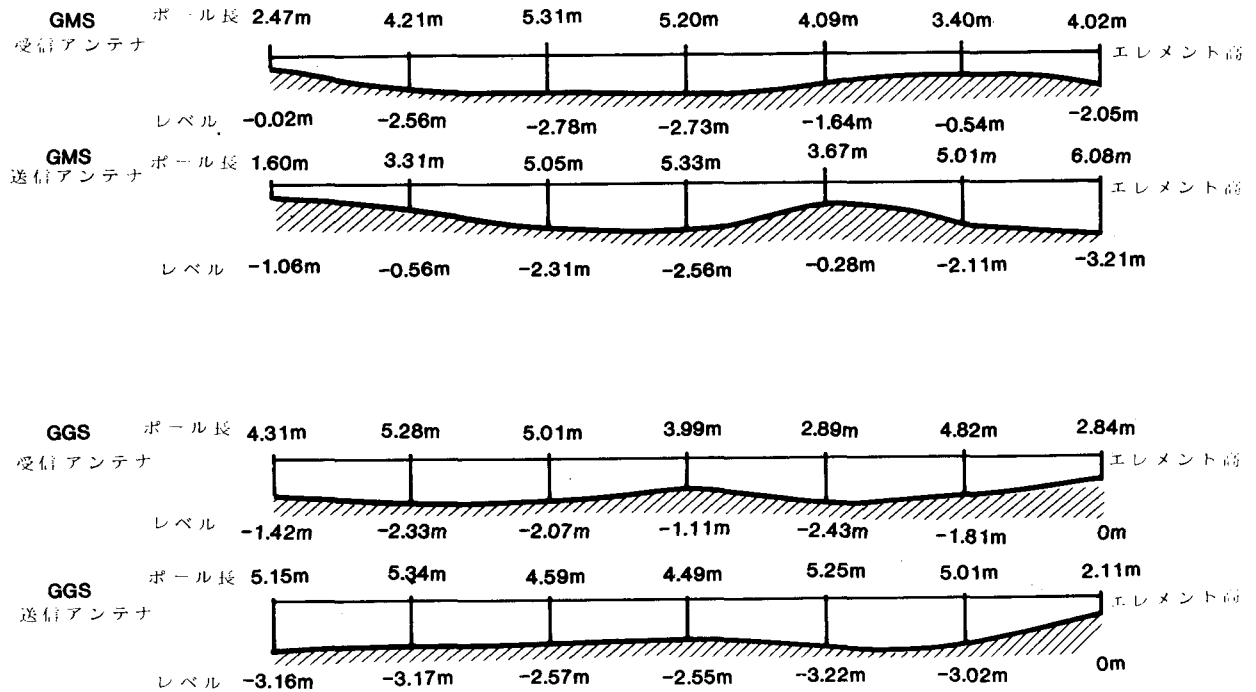 GMS ポール長 2.47m 4.21m 5.31m 5.20m 4.09m 3.40m 4.02m
受信アンテナ エレメント高
レベル -0.02m -2.56m -2.78m -2.73m -1.64m -0.54m -2.05m
GMS ポール長 1.60m 3.31m 5.05m 5.33m 3.67m 5.01m 6.08m
送信アンテナ エレメント高
レベル -1.06m -0.56m -2.31m -2.56m -0.28m -2.11m -3.21m
GGS ポール長 4.31m 5.28m 5.01m 3.99m 2.89m 4.82m 2.84m
受信アンテナ エレメント高
レベル -1.42m -2.33m -2.07m -1.11m -2.43m -1.81m 0m
GGS ポール長 5.15m 5.34m 4.59m 4.49m 5.25m 5.01m 2.11m
送信アンテナ エレメント高
レベル -3.16m -3.17m -2.57m -2.55m -3.22m -3.02m 0m